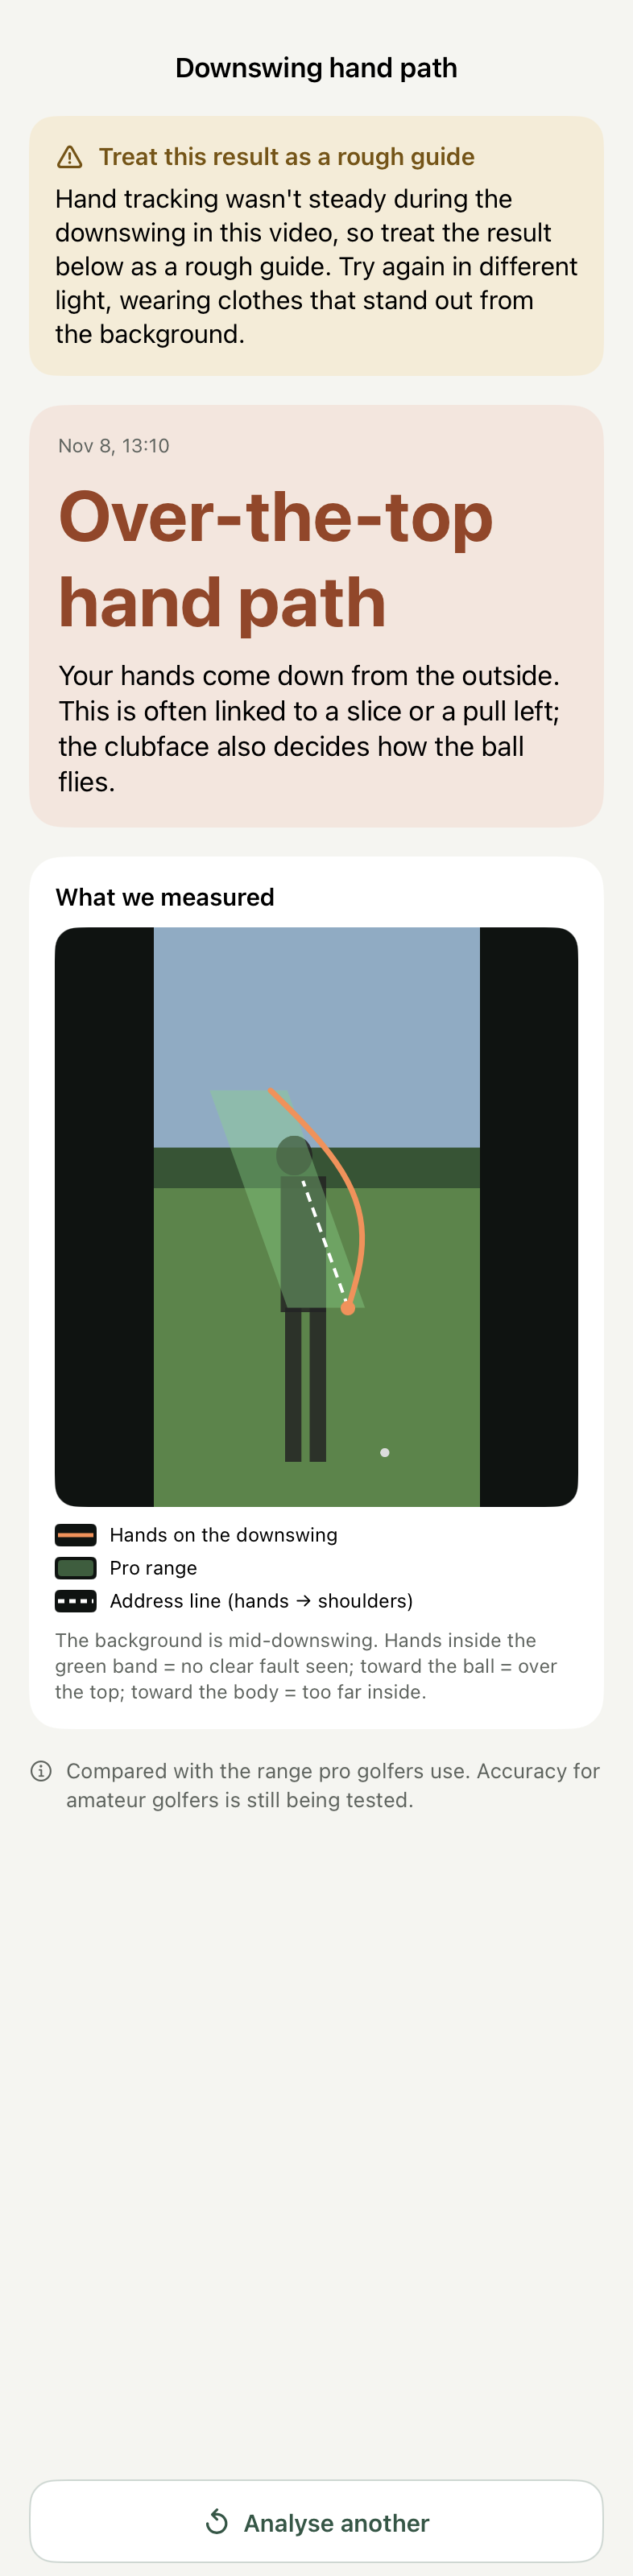 Downswing hand path
Treat this result as a rough guide
Hand tracking wasn't steady during the
downswing in this video, so treat the result
below as a rough guide. Try again in different
light, wearing clothes that stand out from
the background.
Nov 8, 13:10
Over-the-top
hand path
Your hands come down from the outside.
This is often linked to a slice or a pull left;
the clubface also decides how the ball
flies.
What we measured
Hands on the downswing
Pro range
Address line (hands → shoulders)
The background is mid-downswing. Hands inside the
green band = no clear fault seen; toward the ball = over
the top; toward the body = too far inside.
Compared with the range pro golfers use. Accuracy for
amateur golfers is still being tested.
Analyse another